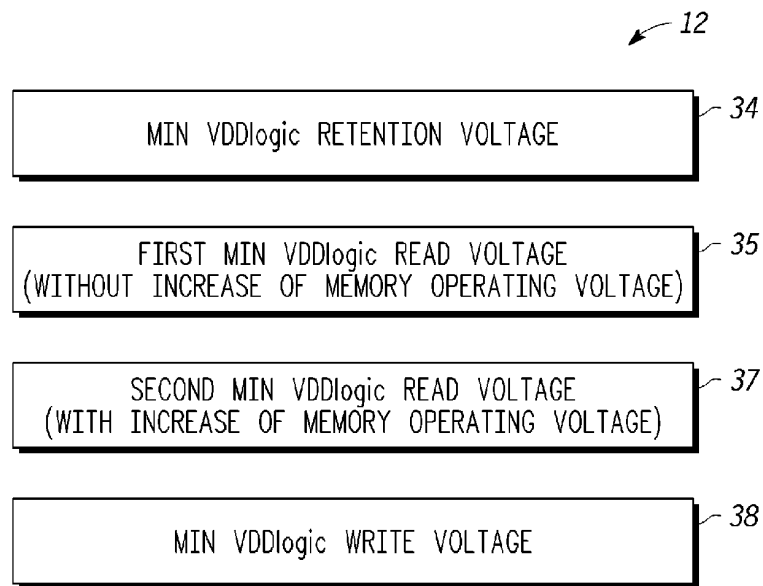 12
MIN VDDlogic RETENTION VOLTAGE
34
FIRST MIN VDDlogic READ VOLTAGE
(WITHOUT INCREASE OF MEMORY OPERATING VOLTAGE)
35
SECOND MIN VDDlogic READ VOLTAGE
(WITH INCREASE OF MEMORY OPERATING VOLTAGE)
37
MIN VDDlogic WRITE VOLTAGE
38